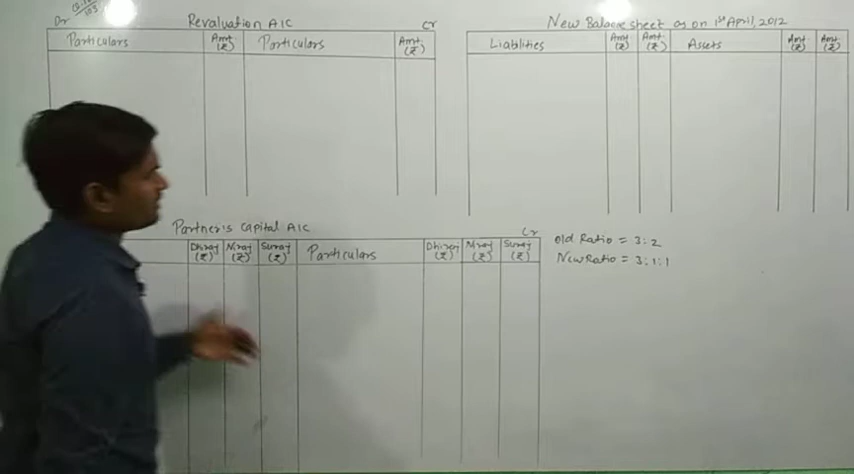 Dr
Revaluation A/C
Cr
Particulars
Amt
(₹)
Particulars
Amt
(₹)
New Balance sheet as on 1st April, 2012
Liablities
Amt
(₹)
Amt
(₹)
Assets
Amt
(₹)
Amt
(₹)
Partner's Capital A/C
Cr
Dhiraj
(₹)
Niraj
(₹)
Suraj
(₹)
Particulars
Dhiraj
(₹)
Niraj
(₹)
Suraj
(₹)
Old Ratio = 3:2
New Ratio = 3:1:1